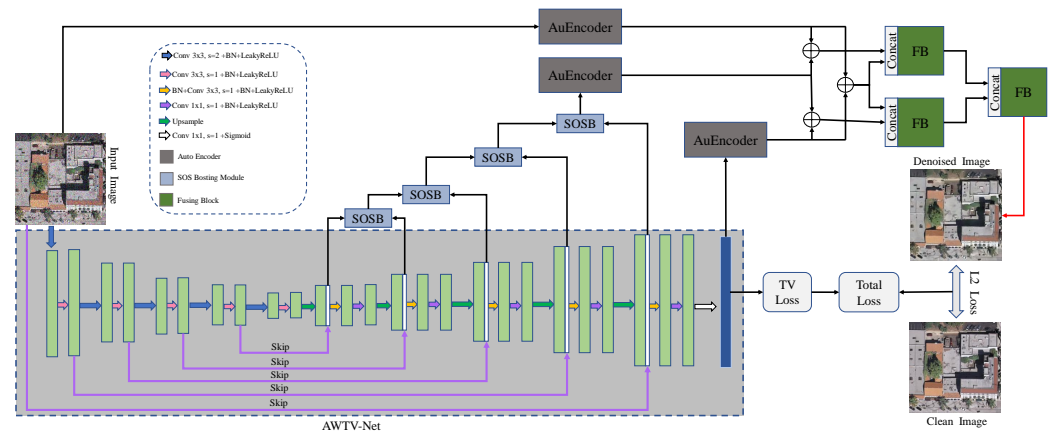 AuEncoder
Conv 3x3, s=2 +BN+LeakyReLU
Conv 3x3, s=1 +BN+LeakyReLU
BN+Conv 3x3, s=1 +BN+LeakyReLU
Conv 1x1, s=1 +BN+LeakyReLU
Upsample
Conv 1x1, s=1 +Sigmoid
Auto Encoder
SOS Bosting Module
Fusing Block
AuEncoder
AuEncoder
Concat
FB
Concat
FB
Concat
FB
SOSB
SOSB
SOSB
SOSB
Input Image
Denoised Image
TV
Loss
Total
Loss
L2 Loss
Skip
Skip
Skip
Skip
Skip
AWTV-Net
Clean Image